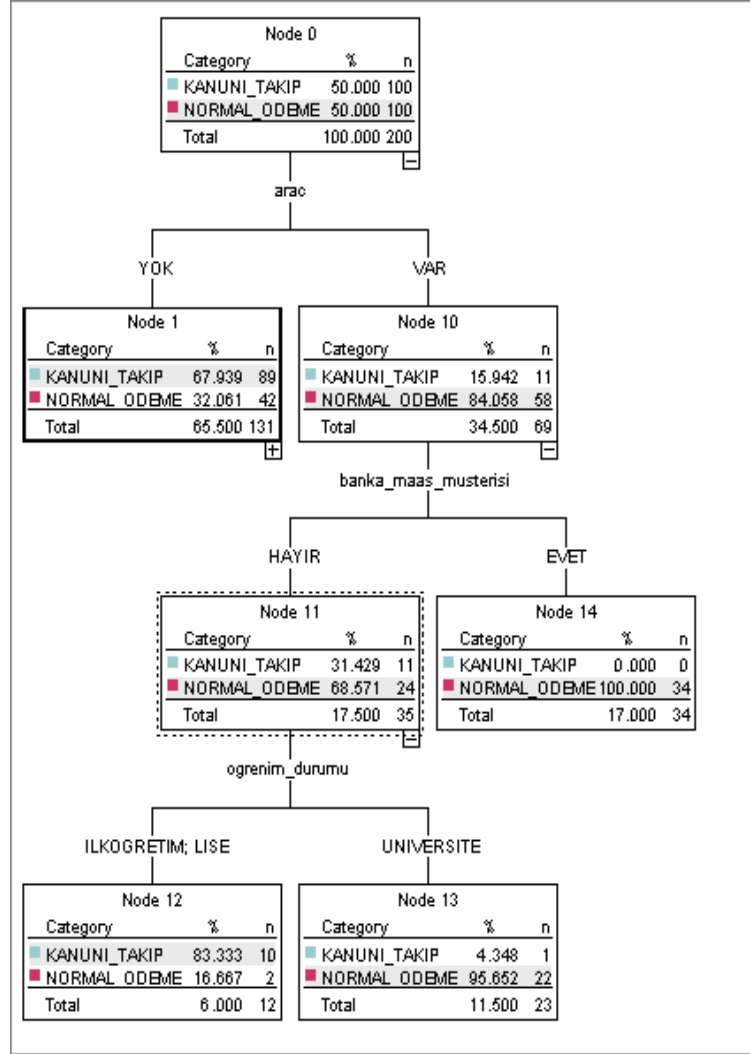 Node 0
Category % n
KANUNI_TAKIP 50.000 100
NORMAL_ODEME 50.000 100
Total 100.000 200
arac
YOK VAR
Node 1
Category % n
KANUNI_TAKIP 67.939 89
NORMAL_ODEME 32.061 42
Total 65.500 131
Node 10
Category % n
KANUNI_TAKIP 15.942 11
NORMAL_ODEME 84.058 58
Total 34.500 69
banka_maas_musterisi
HAYIR EVET
Node 11
Category % n
KANUNI_TAKIP 31.429 11
NORMAL_ODEME 68.571 24
Total 17.500 35
Node 14
Category % n
KANUNI_TAKIP 0.000 0
NORMAL_ODEME 100.000 34
Total 17.000 34
ogrenim_durumu
ILKOGRETIM; LISE UNIVERSITE
Node 12
Category % n
KANUNI_TAKIP 83.333 10
NORMAL_ODEME 16.667 2
Total 6.000 12
Node 13
Category % n
KANUNI_TAKIP 4.348 1
NORMAL_ODEME 95.652 22
Total 11.500 23